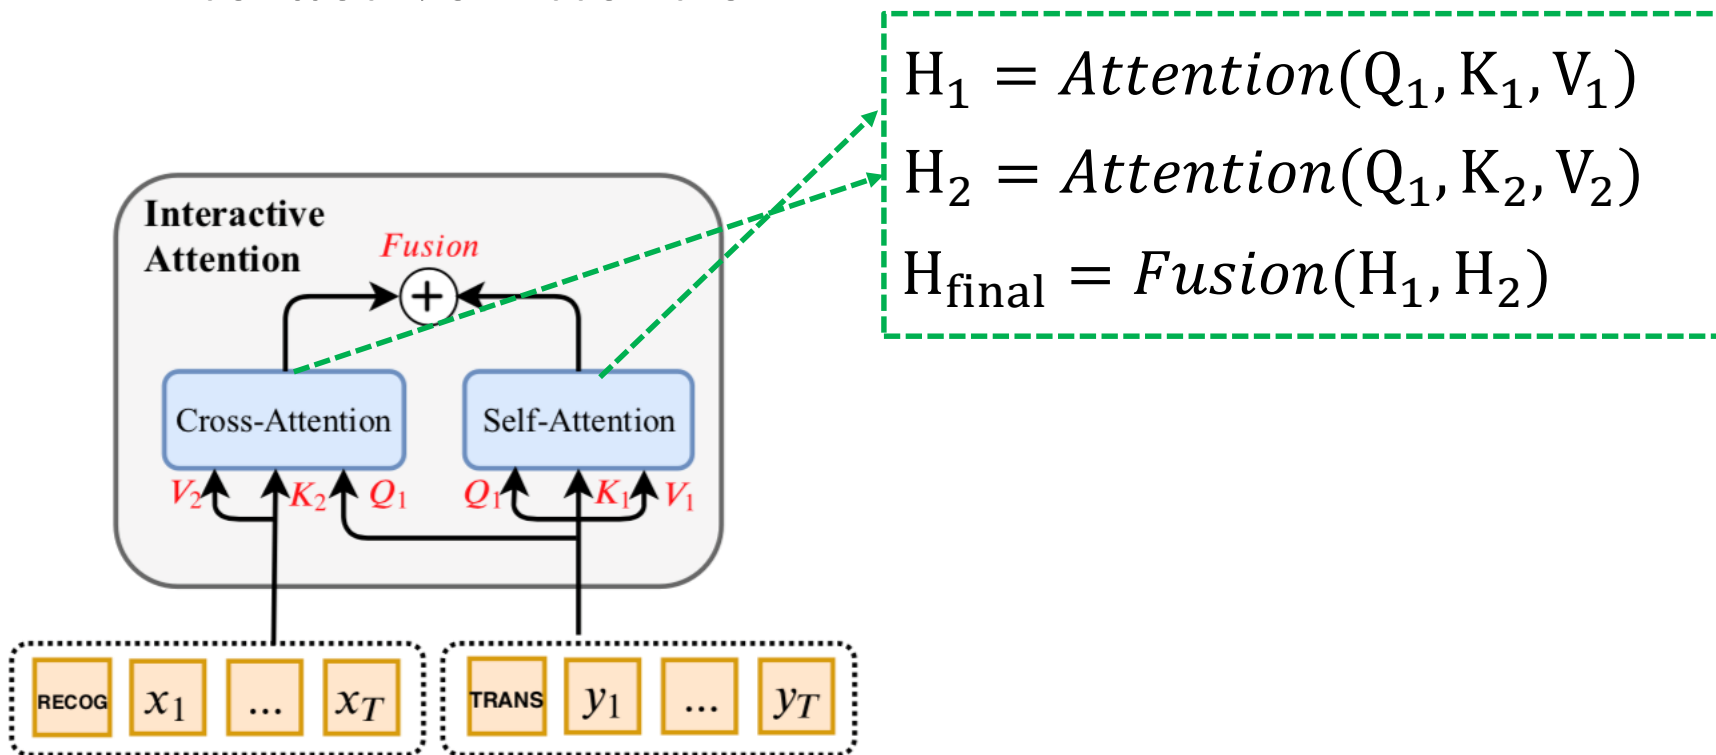 H₁ = Attention(Q₁, K₁, V₁)
H₂ = Attention(Q₁, K₂, V₂)
H_final = Fusion(H₁, H₂)
Interactive
Attention
Fusion
+
Cross-Attention
Self-Attention
V₂ K₂ Q₁ Q₁ K₁ V₁
RECOG x₁ ... x_T TRANS y₁ ... y_T